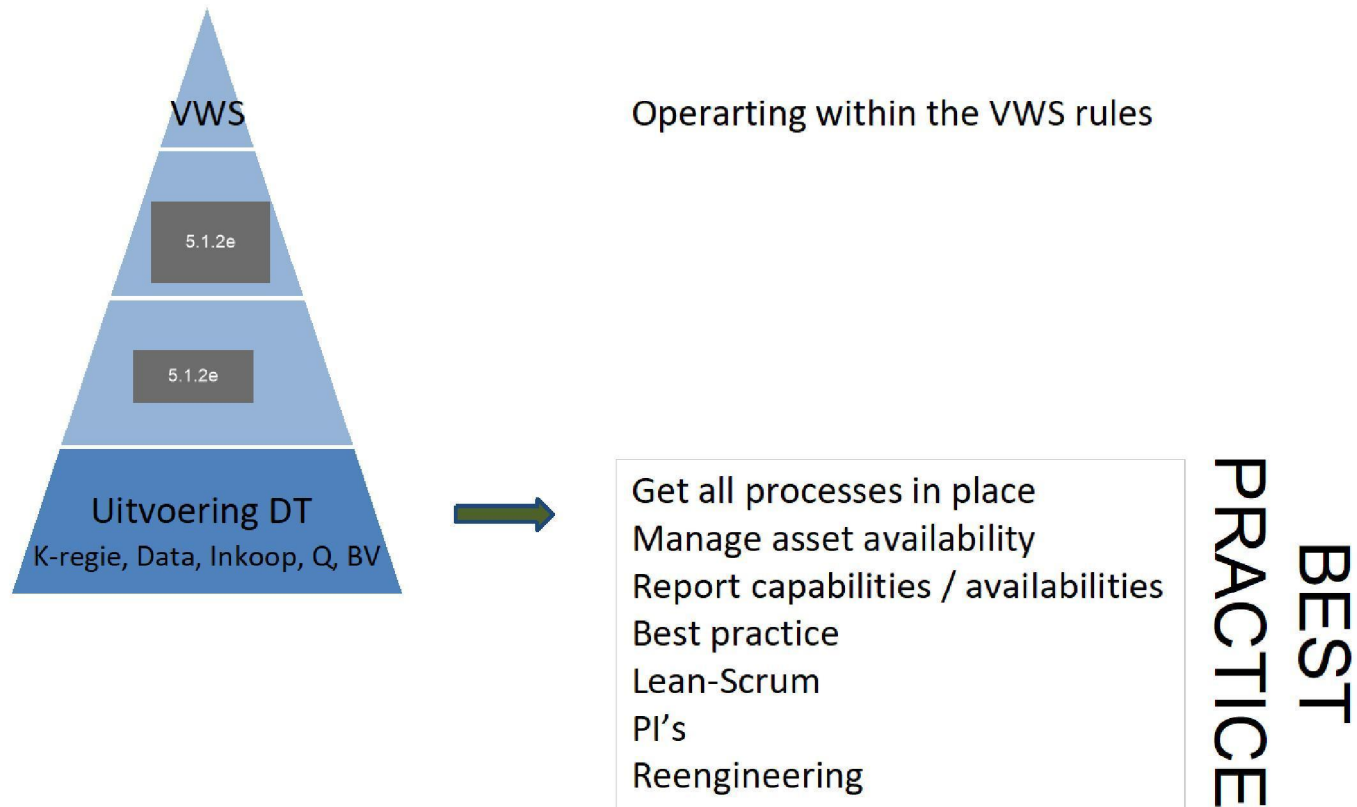 VWS
Operarting within the VWS rules
5.1.2e
5.1.2e
Uitvoering DT
K-regie, Data, Inkoop, Q, BV
Get all processes in place
Manage asset availability
Report capabilities / availabilities
Best practice
Lean-Scrum
PI's
Reengineering
BEST
PRACTICE